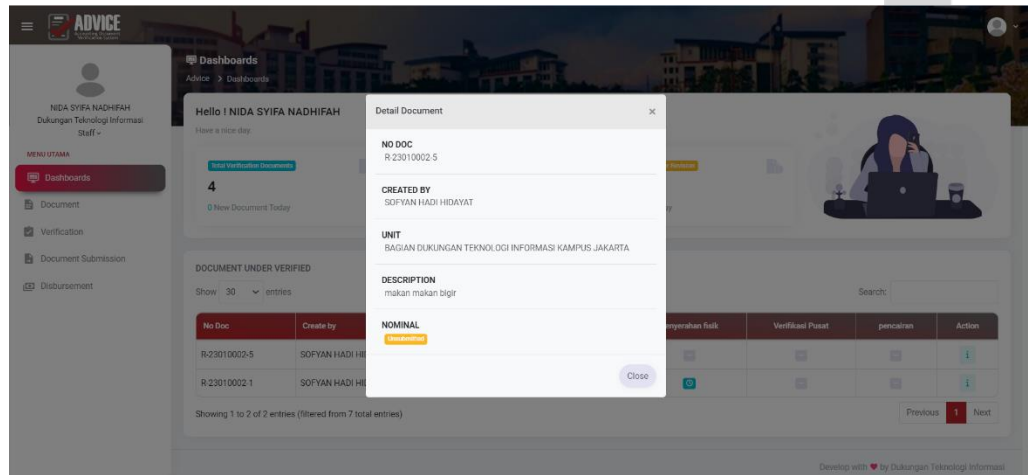 ADVICE
Dashboards
Advice > Dashboards
NIDA SYIFA NADHIFAH
Dukungan Teknologi Informasi
Staff
MENU UTAMA
Dashboards
Document
Verification
Document Submission
Disbursement
Hello ! NIDA SYIFA NADHIFAH
Have a nice day.
Total Verification Documents
4
0 New Document Today
Detail Document ×
NO DOC
R-23010002-5
CREATED BY
SOFYAN HADI HIDAYAT
UNIT
BAGIAN DUKUNGAN TEKNOLOGI INFORMASI KAMPUS JAKARTA
DESCRIPTION
makan makan bigir
NOMINAL
Unsubmitted
Close
DOCUMENT UNDER VERIFIED
Show 30 entries
Search:
No Doc Create by enyerahan fisik Verifikasi Pusat pencairan Action
R-23010002-5 SOFYAN HADI HI
R-23010002-1 SOFYAN HADI HI
Showing 1 to 2 of 2 entries (filtered from 7 total entries)
Previous 1 Next
Develop with ♥ by Dukungan Teknologi Informasi